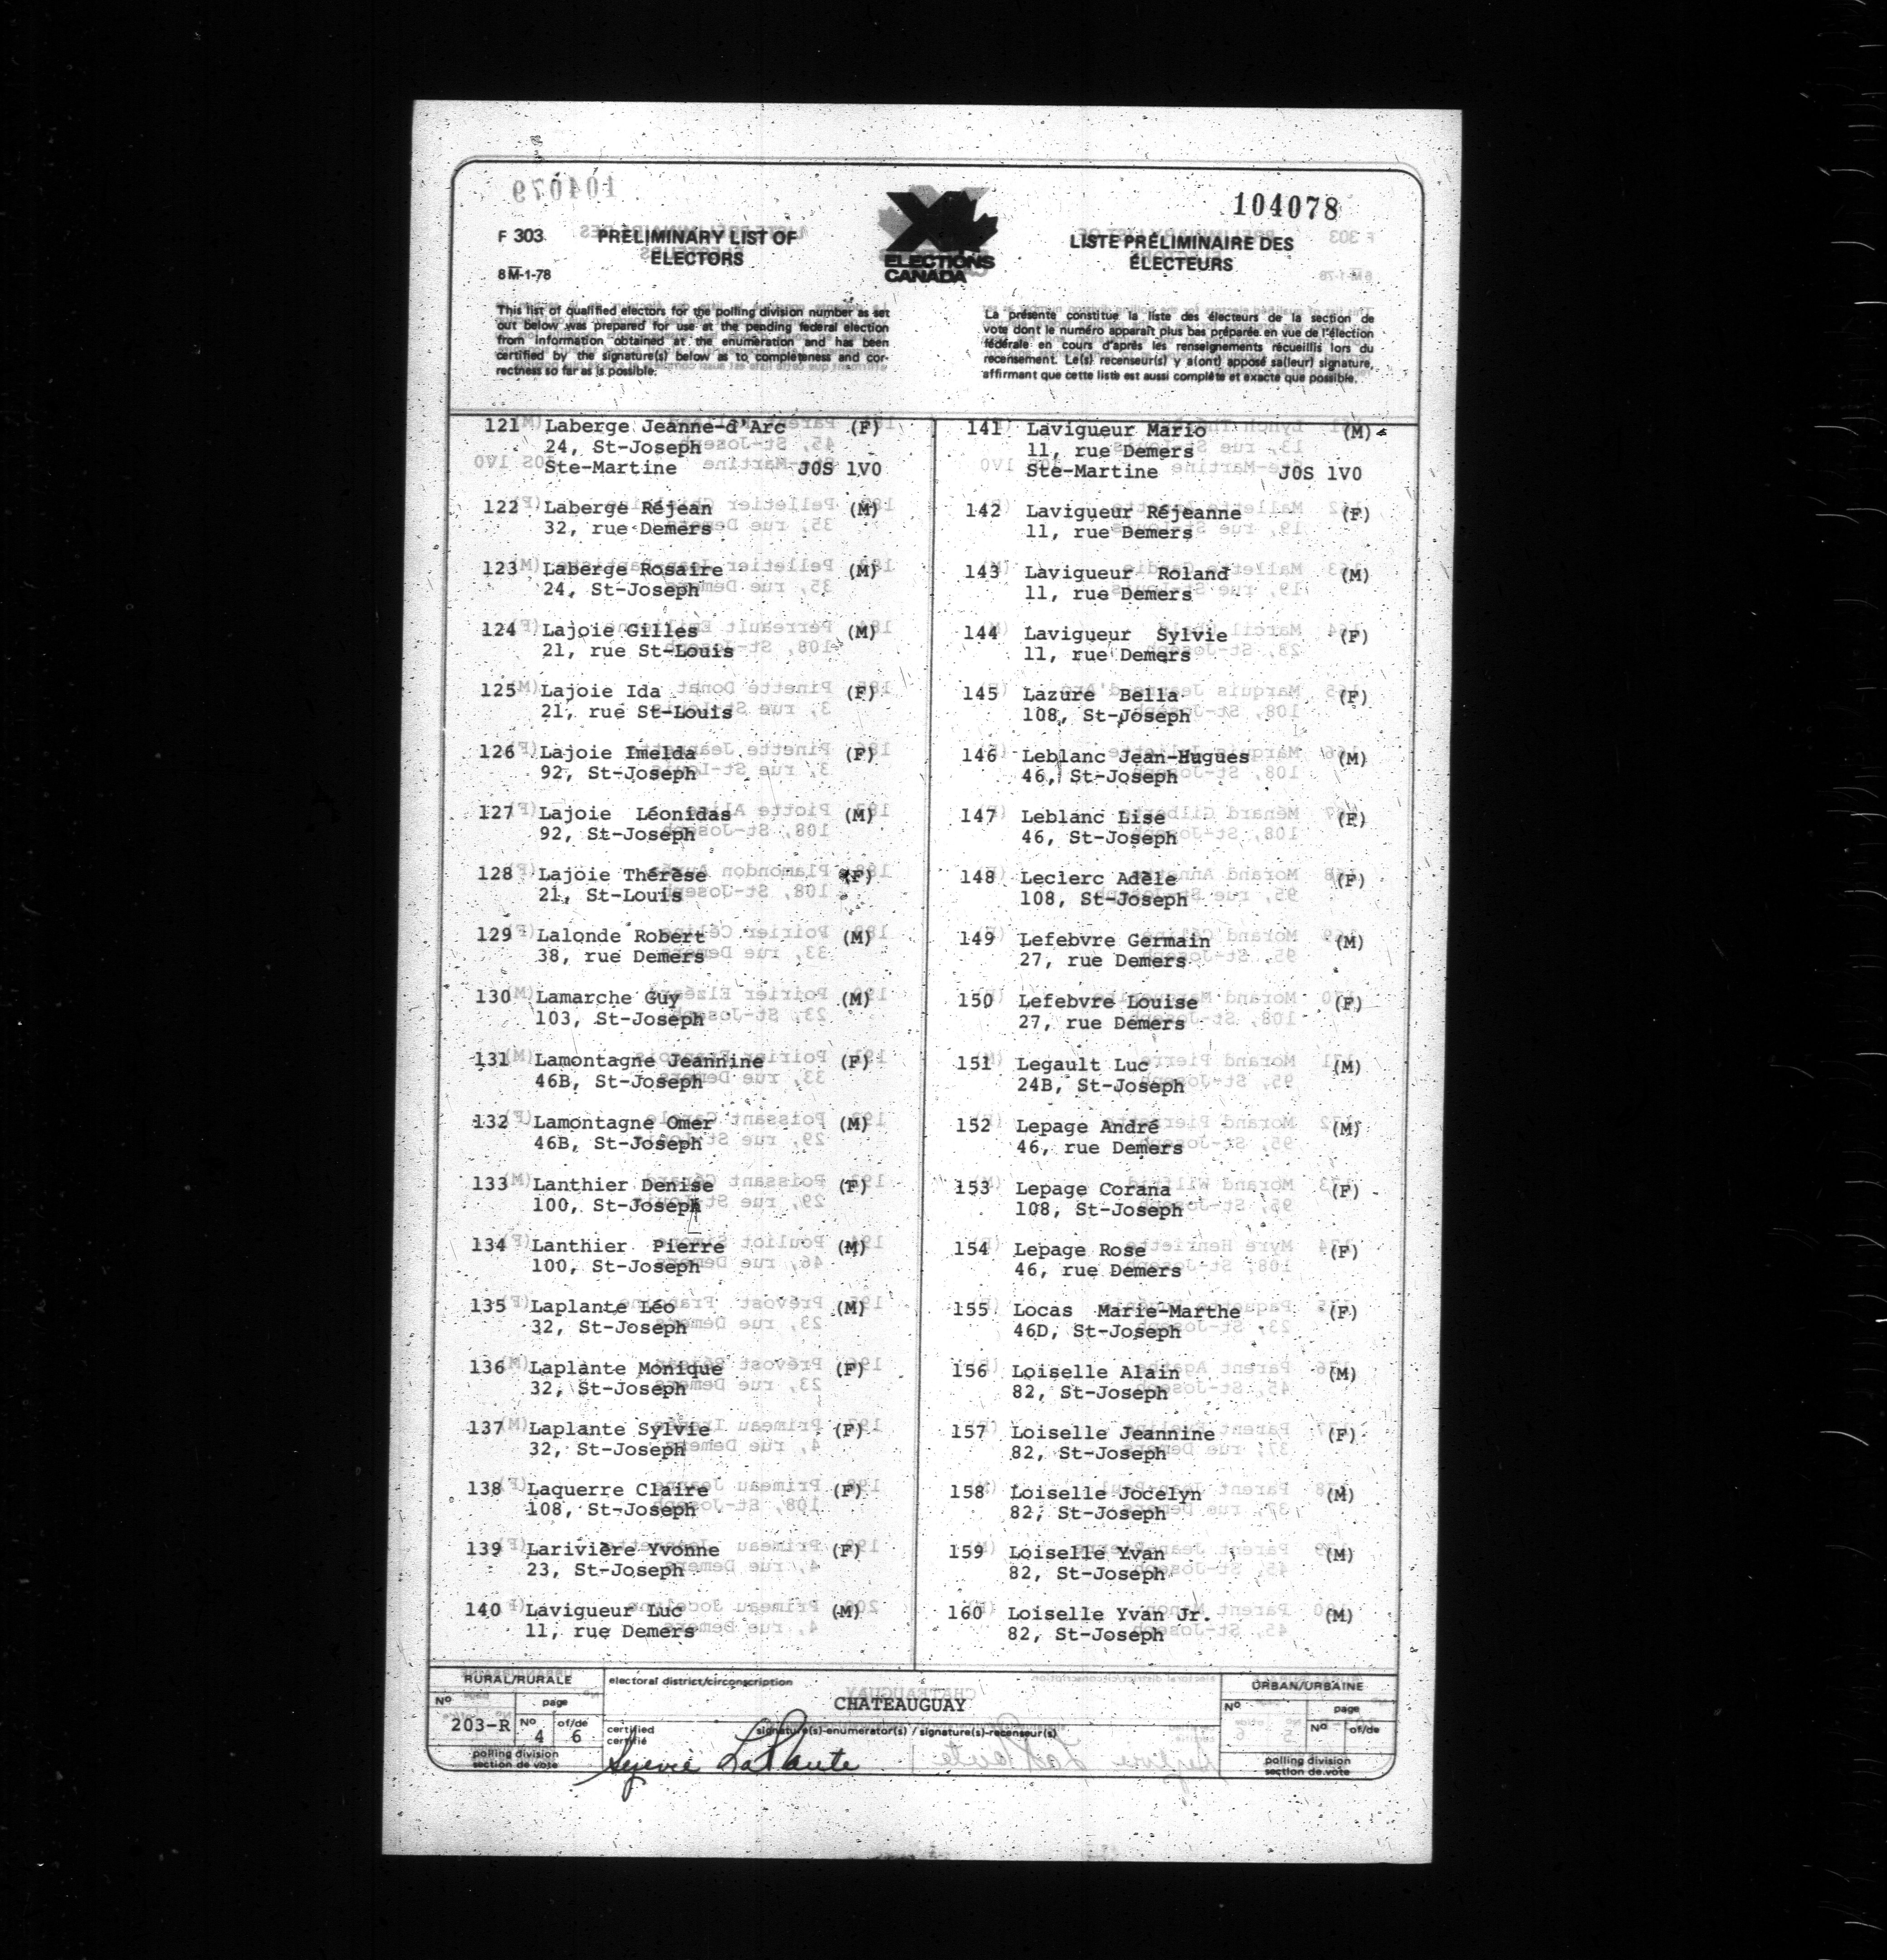 104078
F 303
PRELIMINARY LIST OF
ELECTORS
8M-1-78
ELECTIONS
CANADA
LISTE PRÉLIMINAIRE DES
ÉLECTEURS
This list of qualified electors for the polling division number as set
out below was prepared for use at the pending federal election
from information obtained at the enumeration and has been
certified by the signature(s) below as to completeness and cor-
rectness so far as is possible.
La présente constitue la liste des électeurs de la section de
vote dont le numéro apparaît plus bas préparée en vue de l'élection
fédérale en cours d'après les renseignements recueillis lors du
recensement. Le(s) recenseur(s) y a(ont) apposé sa(leur) signature,
affirmant que cette liste est aussi complète et exacte que possible.
121 Laberge Jeanne-d'Arc (F)
24, St-Joseph
Ste-Martine J0S 1V0
122 Laberge Réjean (M)
32, rue Demers
123 Laberge Rosaire (M)
24, St-Joseph
124 Lajoie Gilles (M)
21, rue St-Louis
125 Lajoie Ida (F)
21, rue St-Louis
126 Lajoie Imelda (F)
92, St-Joseph
127 Lajoie Léonidas (M)
92, St-Joseph
128 Lajoie Thérèse (F)
21, St-Louis
129 Lalonde Robert (M)
38, rue Demers
130 Lamarche Guy (M)
103, St-Joseph
131 Lamontagne Jeannine (F)
46B, St-Joseph
132 Lamontagne Omer (M)
46B, St-Joseph
133 Lanthier Denise (F)
100, St-Joseph
134 Lanthier Pierre (M)
100, St-Joseph
135 Laplante Léo (M)
32, St-Joseph
136 Laplante Monique (F)
32, St-Joseph
137 Laplante Sylvie (F)
32, St-Joseph
138 Laquerre Claire (F)
108, St-Joseph
139 Larivière Yvonne (F)
23, St-Joseph
140 Lavigueur Luc (M)
11, rue Demers
141 Lavigueur Mario (M)
11, rue Demers
Ste-Martine J0S 1V0
142 Lavigueur Réjeanne (F)
11, rue Demers
143 Lavigueur Roland (M)
11, rue Demers
144 Lavigueur Sylvie (F)
11, rue Demers
145 Lazure Bella (F)
108, St-Joseph
146 Leblanc Jean-Hugues (M)
46, St-Joseph
147 Leblanc Lise (F)
46, St-Joseph
148 Leclerc Adèle (F)
108, St-Joseph
149 Lefebvre Germain (M)
27, rue Demers
150 Lefebvre Louise (F)
27, rue Demers
151 Legault Luc (M)
24B, St-Joseph
152 Lepage André (M)
46, rue Demers
153 Lepage Corana (F)
108, St-Joseph
154 Lepage Rose (F)
46, rue Demers
155 Locas Marie-Marthe (F)
46D, St-Joseph
156 Loiselle Alain (M)
82, St-Joseph
157 Loiselle Jeannine (F)
82, St-Joseph
158 Loiselle Jocelyn (M)
82, St-Joseph
159 Loiselle Yvan (M)
82, St-Joseph
160 Loiselle Yvan Jr. (M)
82, St-Joseph
RURAL/RURALE
No
203-R
page
No 4 of/de 6
polling division
section de vote
electoral district/circonscription
CHATEAUGUAY
certified
certifié
signature(s)-enumerator(s) / signature(s)-recenseur(s)
LaPlante
URBAN/URBAINE
No
page
No of/de
polling division
section de vote